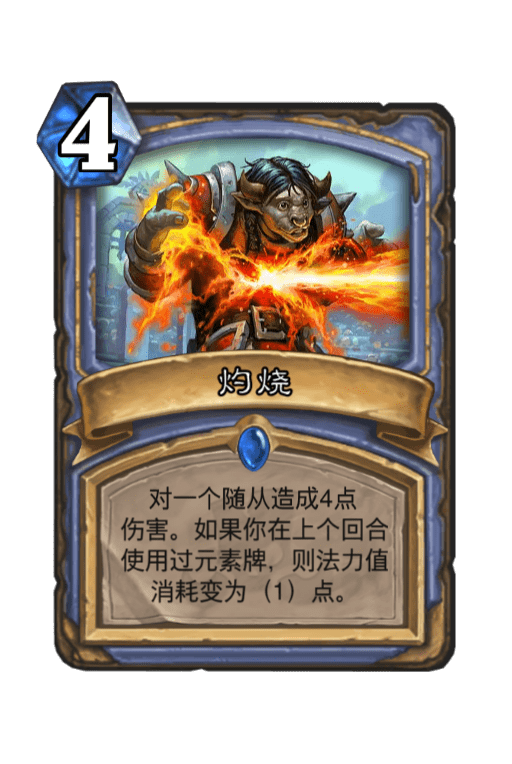 4
灼烧
对一个随从造成4点
伤害。如果你在上个回合
使用过元素牌，则法力值
消耗变为（1）点。